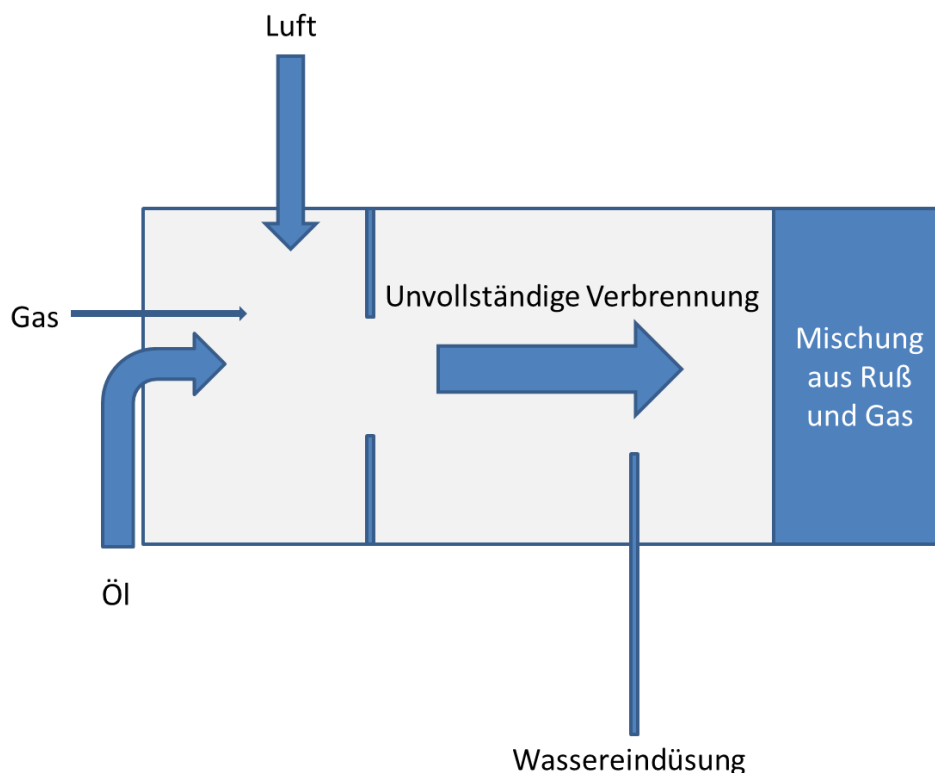 Luft
Gas
Unvollständige Verbrennung
Mischung
aus Ruß
und Gas
Öl
Wassereindüsung